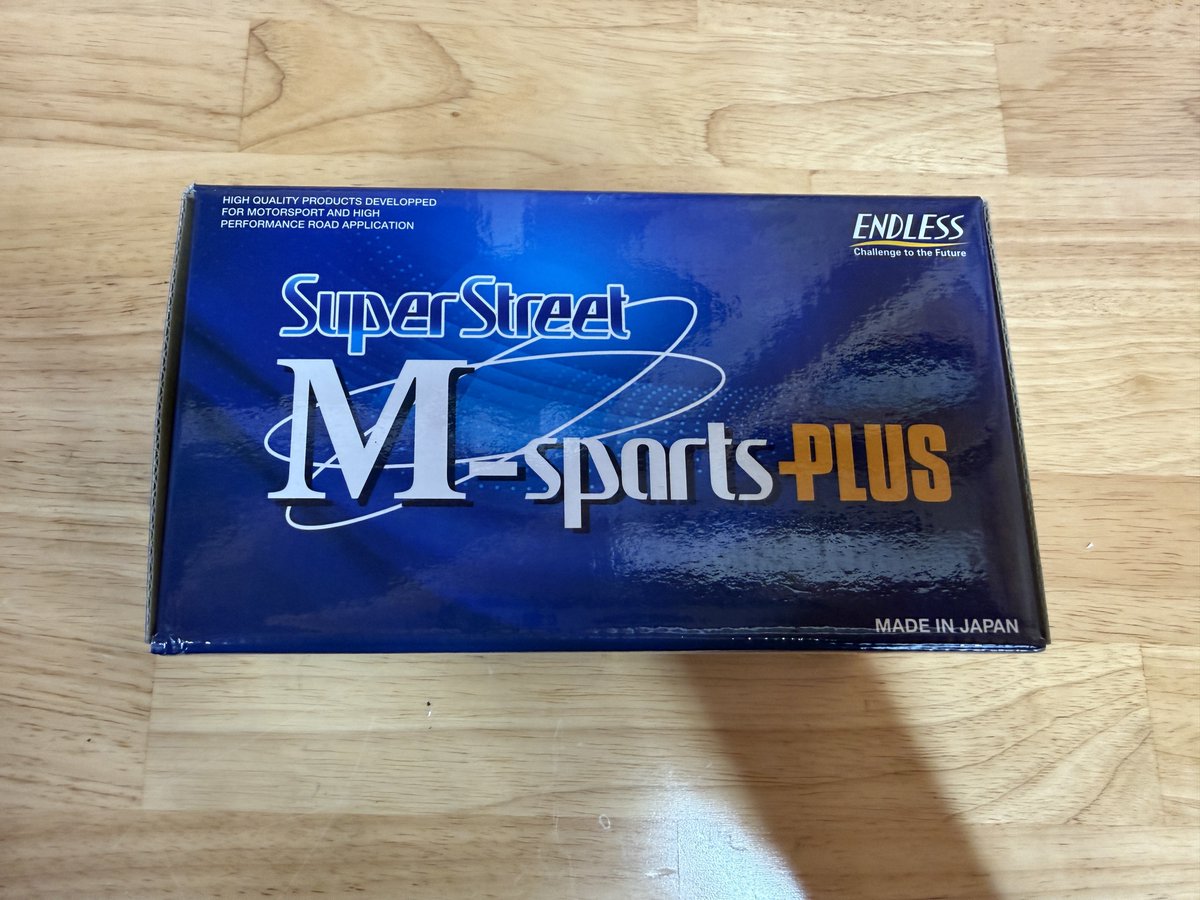 HIGH QUALITY PRODUCTS DEVELOPPED
FOR MOTORSPORT AND HIGH
PERFORMANCE ROAD APPLICATION
ENDLESS
Challenge to the Future
Super Street
M-sports PLUS
MADE IN JAPAN